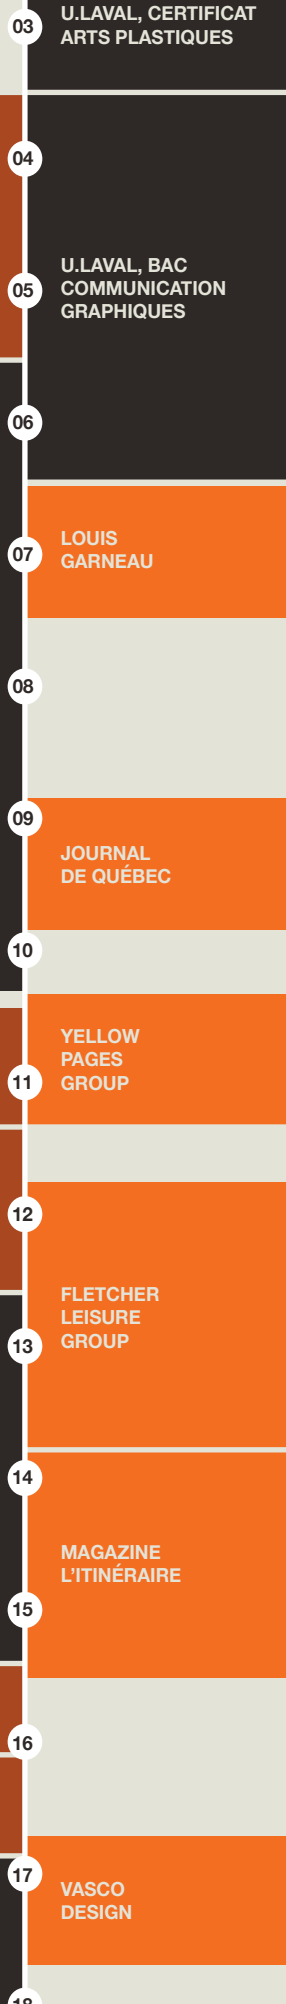 03
U.LAVAL, CERTIFICAT
ARTS PLASTIQUES
04
U.LAVAL, BAC
05
COMMUNICATION
GRAPHIQUES
06
LOUIS
07
GARNEAU
08
09
JOURNAL
DE QUÉBEC
10
YELLOW
PAGES
11
GROUP
12
FLETCHER
LEISURE
13
GROUP
14
MAGAZINE
L'ITINÉRAIRE
15
16
17
VASCO
DESIGN
18